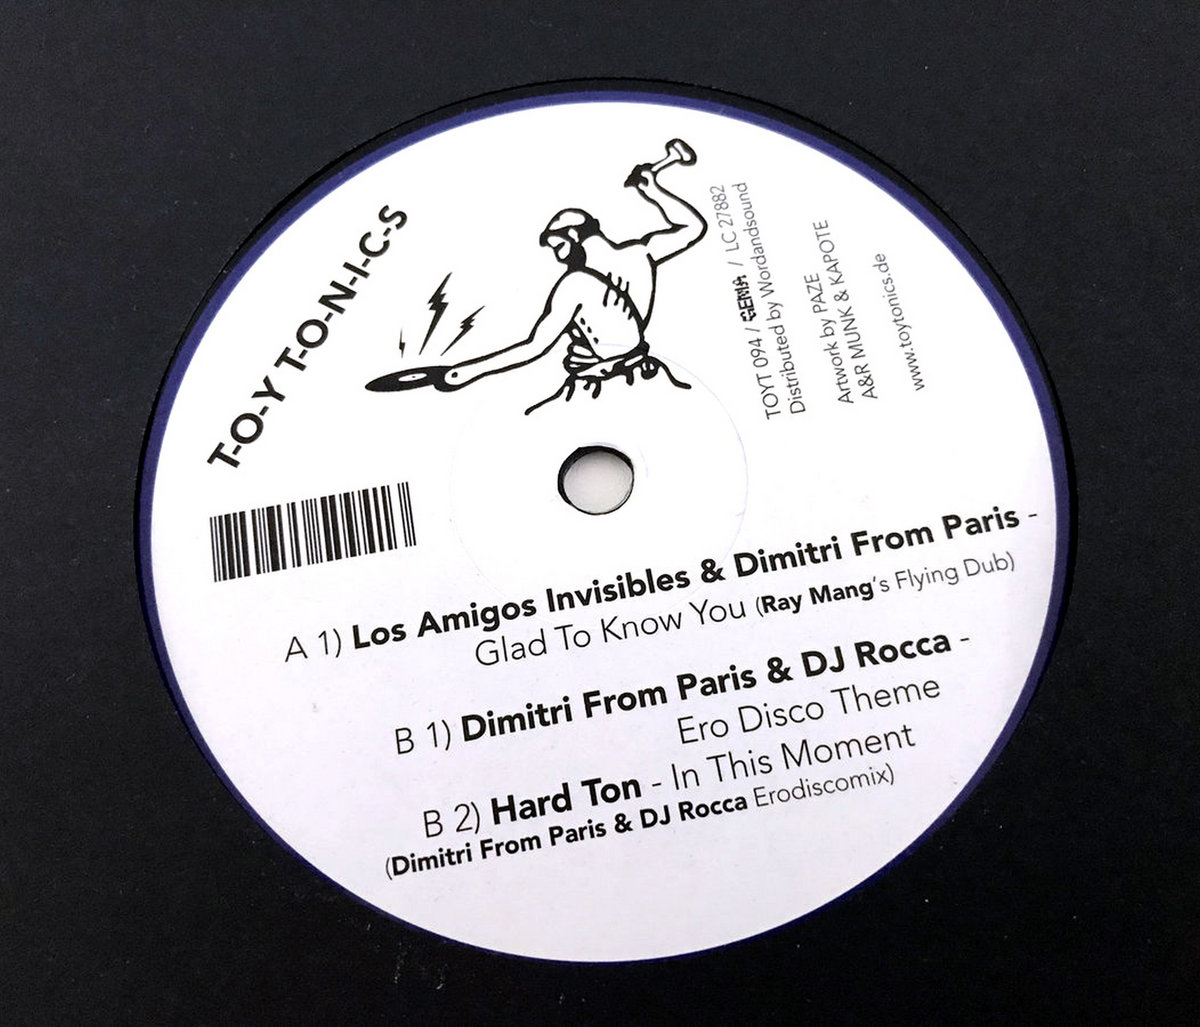 T-O-Y T-O-N-I-C-S
TOYT 094 / GEMA / LC 27882
Distributed by Wordandsound
Artwork by PAZE
A&R MUNK & KAPOTE
www.toytonics.de
A 1) Los Amigos Invisibles & Dimitri From Paris -
Glad To Know You (Ray Mang's Flying Dub)
B 1) Dimitri From Paris & DJ Rocca -
Ero Disco Theme
B 2) Hard Ton - In This Moment
(Dimitri From Paris & DJ Rocca Erodiscomix)